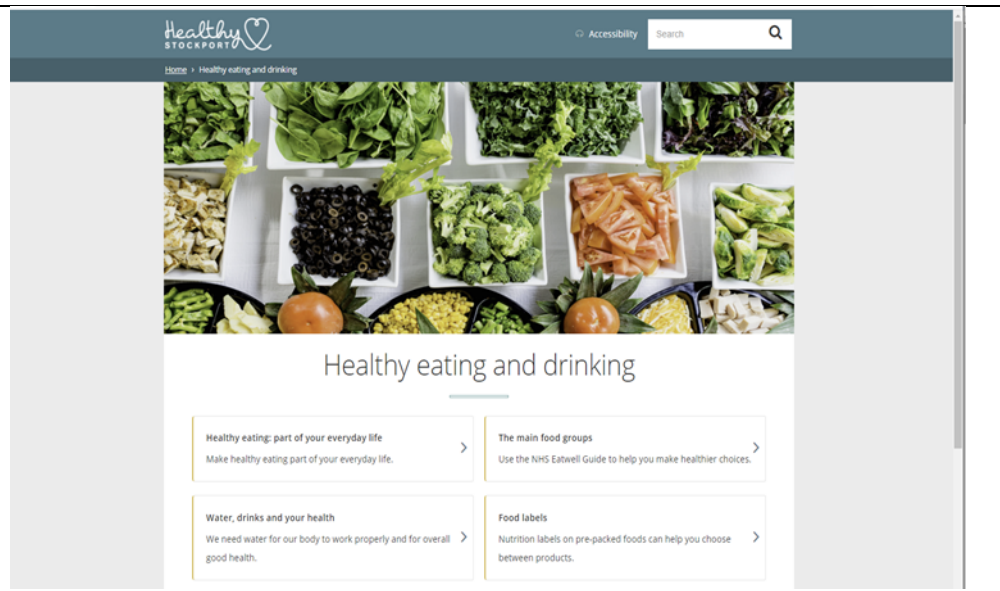 Healthy
STOCKPORT
Accessibility
Search
Home › Healthy eating and drinking
Healthy eating and drinking
Healthy eating: part of your everyday life
Make healthy eating part of your everyday life.
The main food groups
Use the NHS Eatwell Guide to help you make healthier choices.
Water, drinks and your health
We need water for our body to work properly and for overall
good health.
Food labels
Nutrition labels on pre-packed foods can help you choose
between products.